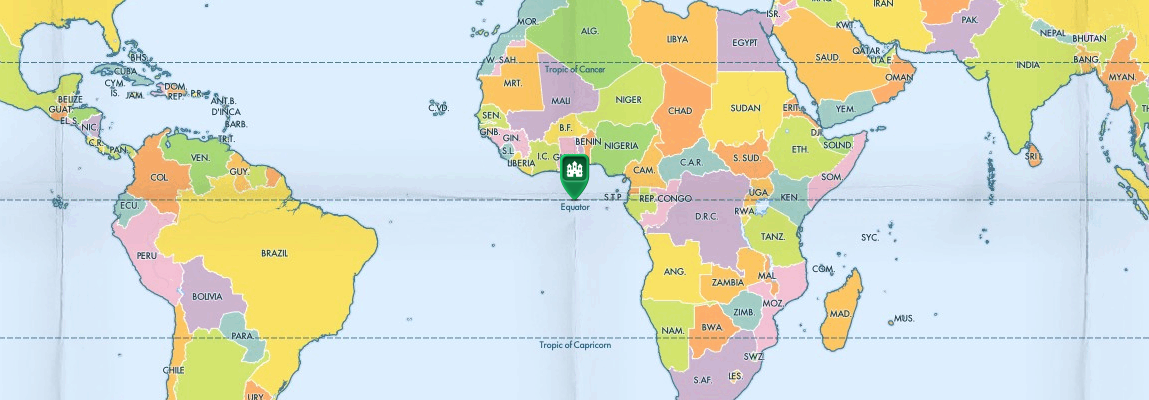 MOR.
ALG.
LIBYA
EGYPT
ISR.
IRAN
KWT.
PAK.
NEPAL
BHUTAN
BHS.
CUBA
CYM.
IS.
JAM.
DOM.
REP.
P.R.
W. SAH.
Tropic of Cancer
SAUD.
QATAR
U.A.E.
OMAN
INDIA
BANG.
MYAN.
BELIZE
GUAT.
EL S.
NIC.
ANT.B.
D'INCA
BARB.
C.VD.
MRT.
MALI
NIGER
CHAD
SUDAN
ERIT.
YEM.
C.R.
PAN.
TRIT.
SEN.
GNB.
GIN.
S.L
LIBERIA
I.C.
B.F.
BENIN
NIGERIA
DJI.
SOUND.
ETH.
VEN.
COL
GUY.
CAM.
C.A.R.
S. SUD.
SOM.
SRI L
ECU.
S.T.P
REP.CONGO
UGA.
KEN.
Equator
D.R.C.
RWA.
TANZ.
SYC.
PERU
BRAZIL
ANG.
ZAMBIA
MAL
COM.
BOLIVIA
MOZ.
ZIMB.
MAD.
MUS.
PARA.
NAM.
BWA.
Tropic of Capricorn
SWZ
CHILE
S.AF.
LES.
URY.